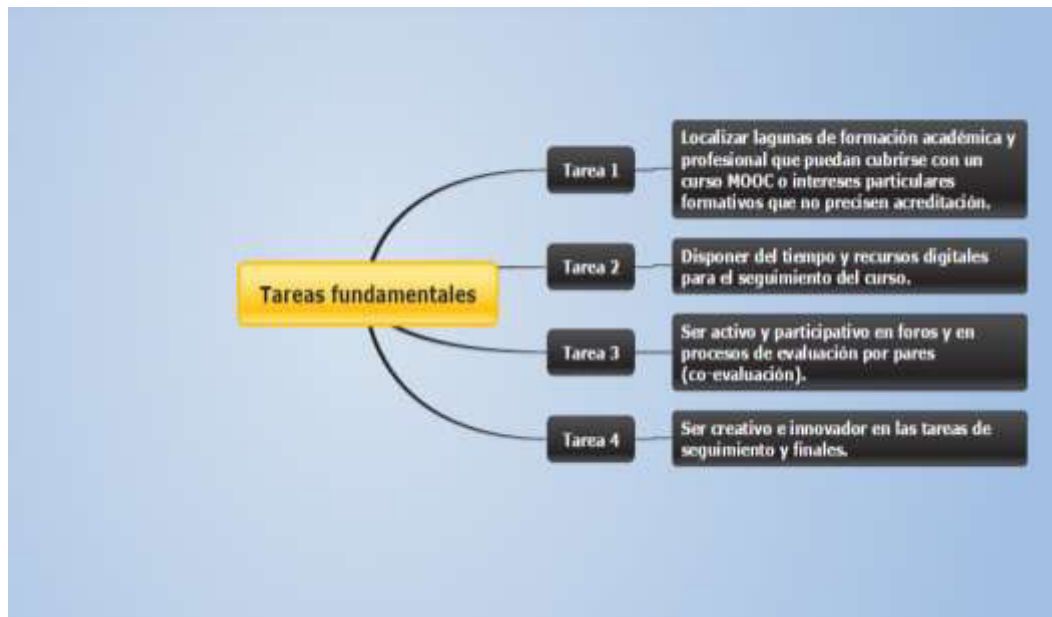 Tareas fundamentales
Tarea 1
Localizar lagunas de formación académica y
profesional que puedan cubrirse con un
curso MOOC o intereses particulares
formativos que no precisen acreditación.
Tarea 2
Disponer del tiempo y recursos digitales
para el seguimiento del curso.
Tarea 3
Ser activo y participativo en foros y en
procesos de evaluación por pares
(co-evaluación).
Tarea 4
Ser creativo e innovador en las tareas de
seguimiento y finales.